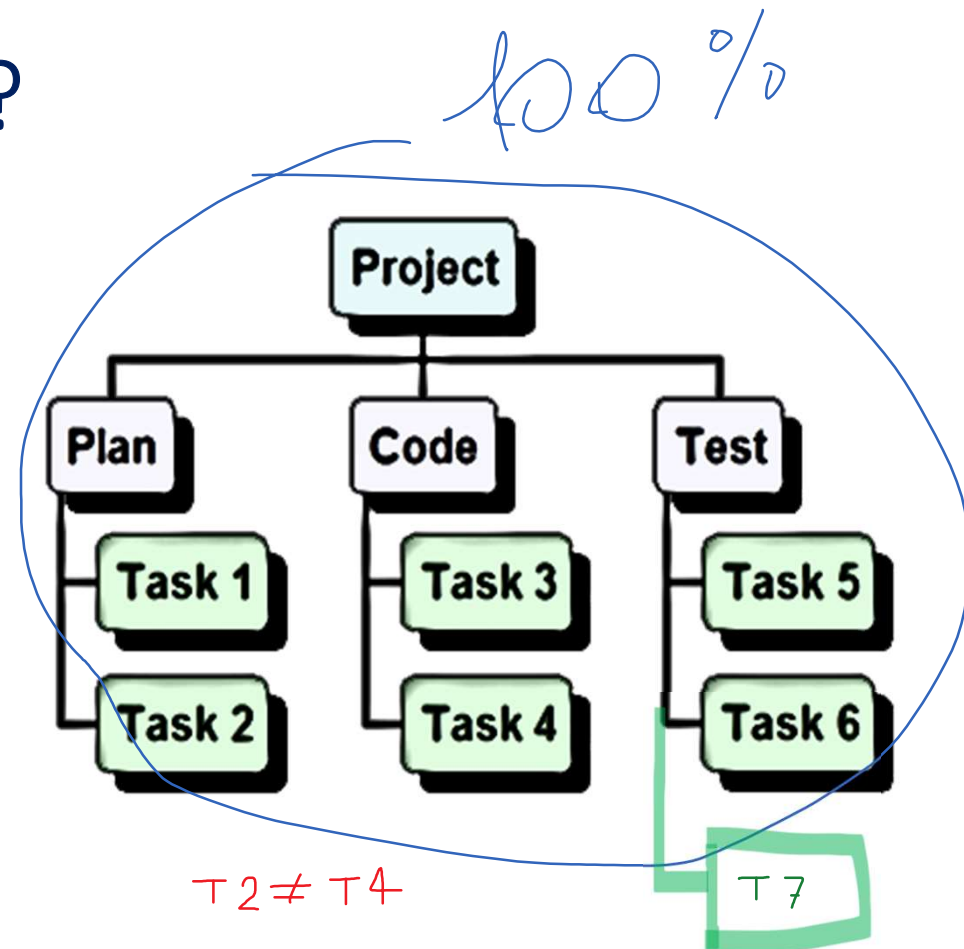 ?
100%
Project
Plan Code Test
Task 1 Task 3 Task 5
Task 2 Task 4 Task 6
T2≠T4 T7